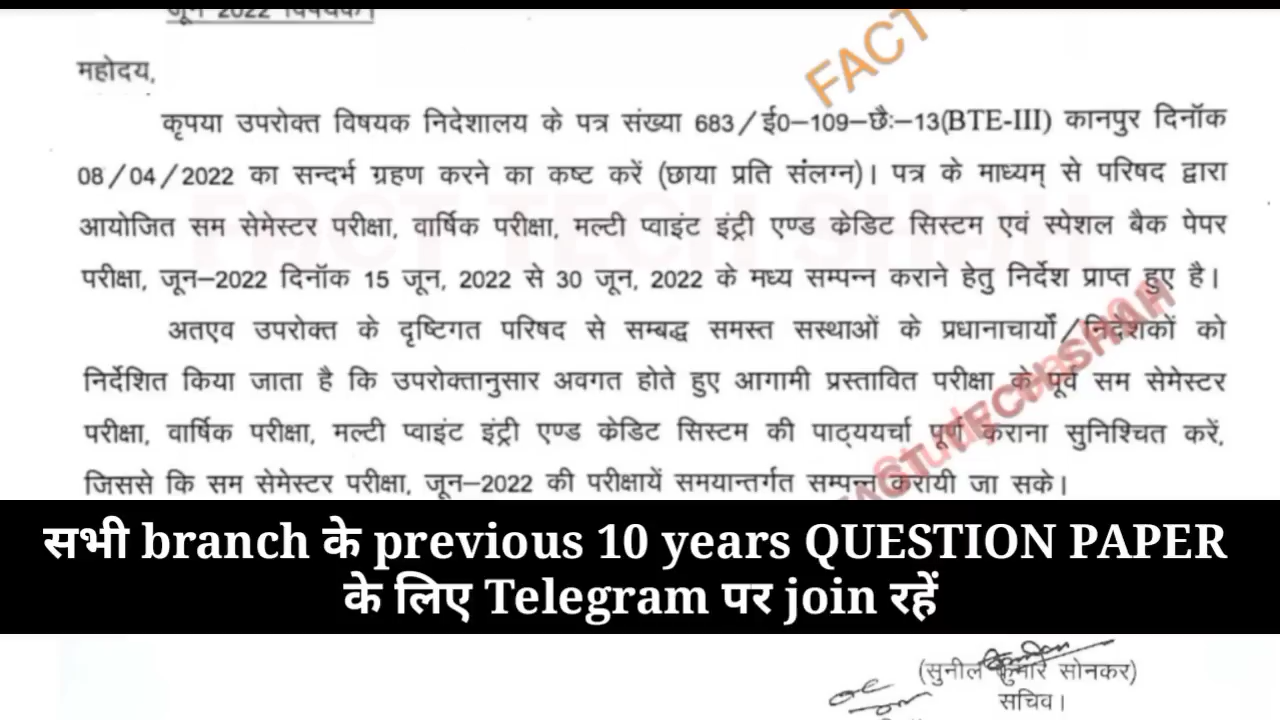 जून 2022 विषयक।
FACT
महोदय,
कृपया उपरोक्त विषयक निदेशालय के पत्र संख्या 683/ई0-109-छैः-13(BTE-III) कानपुर दिनॉक
08/04/2022 का सन्दर्भ ग्रहण करने का कष्ट करें (छाया प्रति संलग्न)। पत्र के माध्यम् से परिषद द्वारा
आयोजित सम सेमेस्टर परीक्षा, वार्षिक परीक्षा, मल्टी प्वाइंट इंट्री एण्ड क्रेडिट सिस्टम एवं स्पेशल बैक पेपर
परीक्षा, जून-2022 दिनॉक 15 जून, 2022 से 30 जून, 2022 के मध्य सम्पन्न कराने हेतु निर्देश प्राप्त हुए है।
अतएव उपरोक्त के दृष्टिगत परिषद से सम्बद्ध समस्त सस्थाओं के प्रधानाचार्यो/निदेशकों को
निर्देशित किया जाता है कि उपरोक्तानुसार अवगत होते हुए आगामी प्रस्तावित परीक्षा के पूर्व सम सेमेस्टर
परीक्षा, वार्षिक परीक्षा, मल्टी प्वाइंट इंट्री एण्ड क्रेडिट सिस्टम की पाठ्यचर्चा पूर्ण कराना सुनिश्चित करें,
जिससे कि सम सेमेस्टर परीक्षा, जून-2022 की परीक्षायें समयान्तर्गत सम्पन्न करायी जा सके।
सभी branch के previous 10 years QUESTION PAPER
के लिए Telegram पर join रहें
(सुनील कुमार सोनकर)
सचिव।